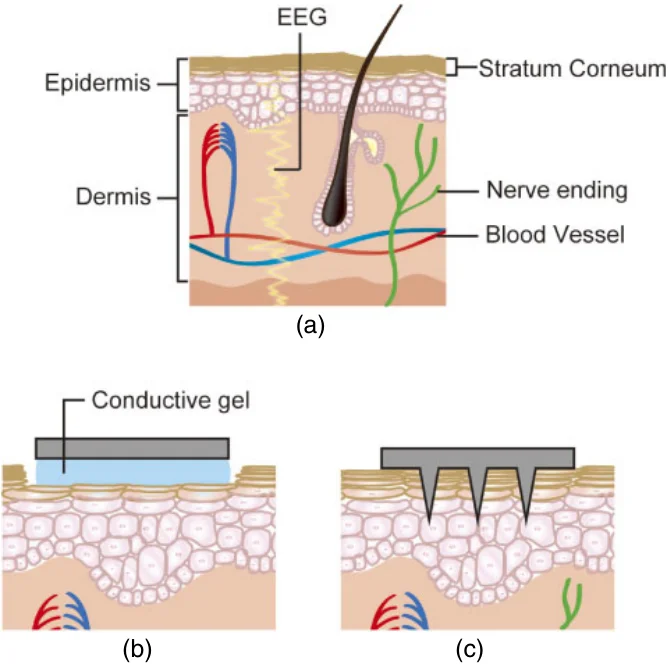 EEG
Epidermis
Stratum Corneum
Dermis
Nerve ending
Blood Vessel
(a)
Conductive gel
(b)
(c)